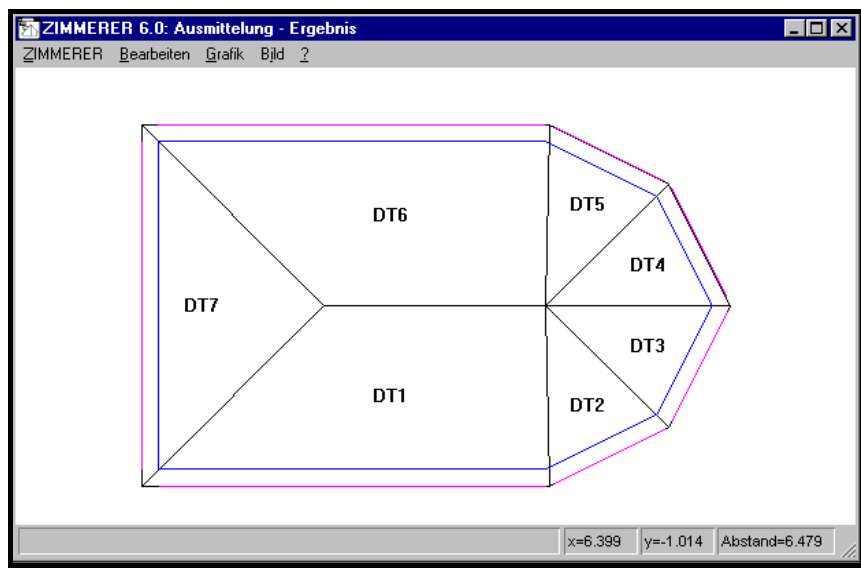 ZIMMERER 6.0: Ausmittelung - Ergebnis
ZIMMERER Bearbeiten Grafik Bild ?
DT5
DT6
DT4
DT7
DT3
DT1
DT2
x=6.399 y=-1.014 Abstand=6.479